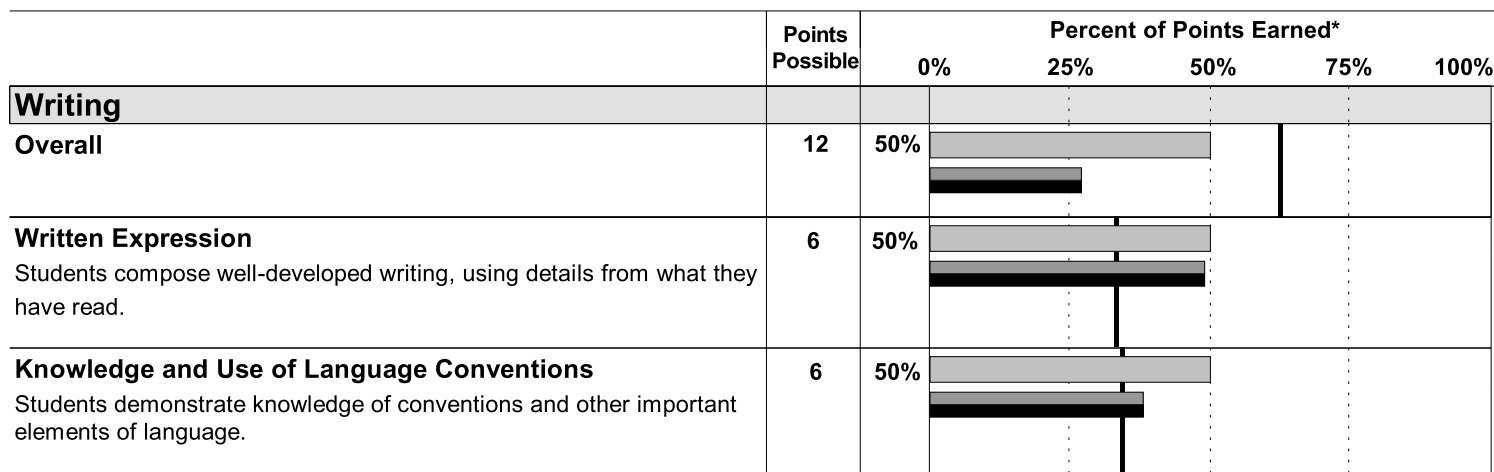 Points
Possible
Percent of Points Earned*
0% 25% 50% 75% 100%
Writing
Overall 12 50%
Written Expression 6 50%
Students compose well-developed writing, using details from what they
have read.
Knowledge and Use of Language Conventions 6 50%
Students demonstrate knowledge of conventions and other important
elements of language.